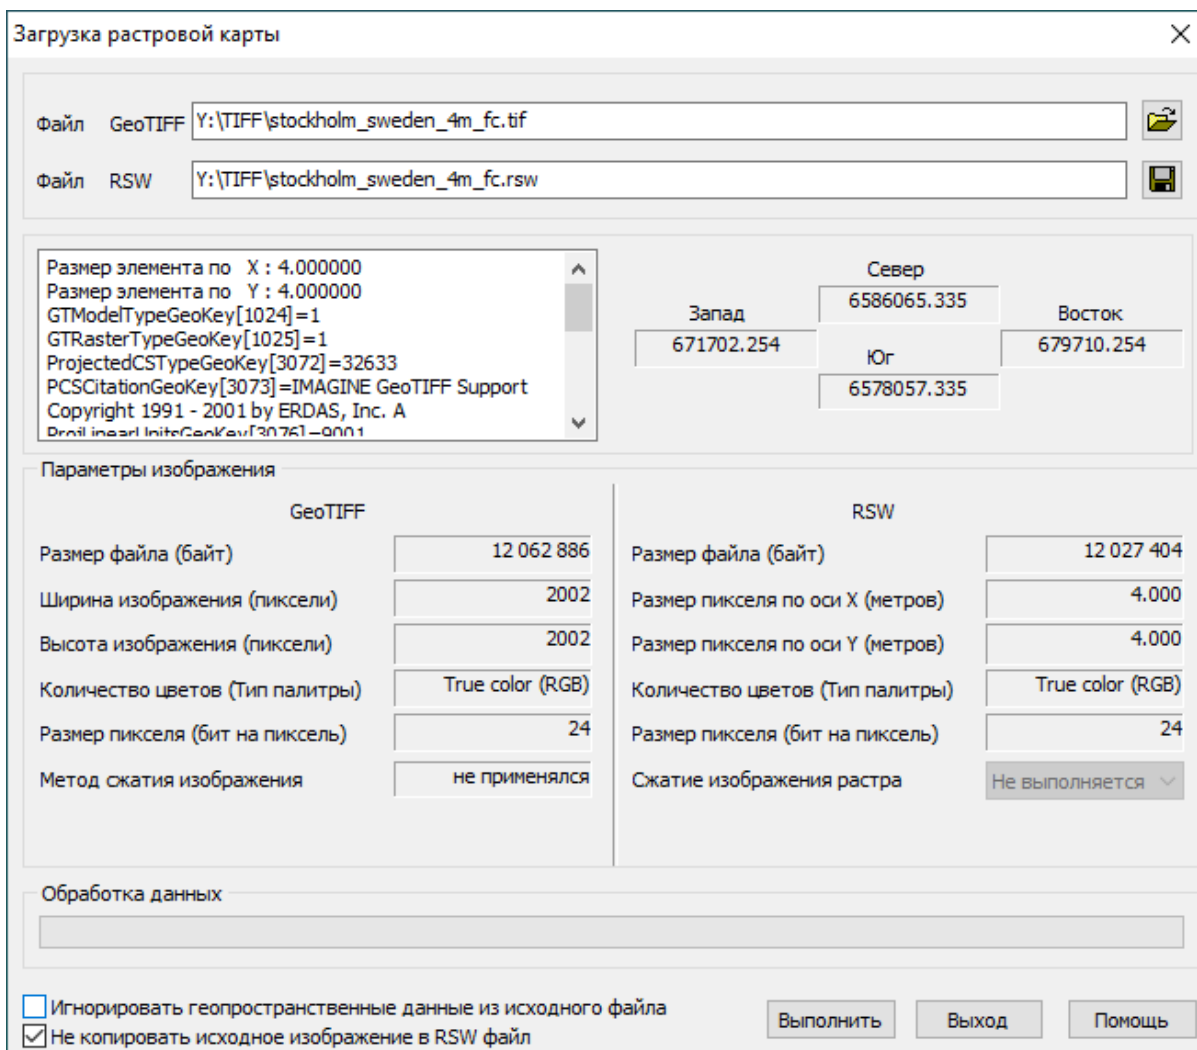 Загрузка растровой карты
Файл GeoTIFF Y:\TIFF\stockholm_sweden_4m_fc.tif
Файл RSW Y:\TIFF\stockholm_sweden_4m_fc.rsw
Размер элемента по X : 4.000000
Размер элемента по Y : 4.000000
GTModelTypeGeoKey[1024]=1
GTRasterTypeGeoKey[1025]=1
ProjectedCSTypeGeoKey[3072]=32633
PCSCitationGeoKey[3073]=IMAGINE GeoTIFF Support
Copyright 1991 - 2001 by ERDAS, Inc. A
ProjLinearUnitsGeoKey[3076]=9001
Север
6586065.335
Запад
671702.254
Восток
679710.254
Юг
6578057.335
Параметры изображения
GeoTIFF
Размер файла (байт) 12 062 886
Ширина изображения (пиксели) 2002
Высота изображения (пиксели) 2002
Количество цветов (Тип палитры) True color (RGB)
Размер пикселя (бит на пиксель) 24
Метод сжатия изображения не применялся
RSW
Размер файла (байт) 12 027 404
Размер пикселя по оси X (метров) 4.000
Размер пикселя по оси Y (метров) 4.000
Количество цветов (Тип палитры) True color (RGB)
Размер пикселя (бит на пиксель) 24
Сжатие изображения растра Не выполняется
Обработка данных
Игнорировать геопространственные данные из исходного файла
Не копировать исходное изображение в RSW файл
Выполнить Выход Помощь